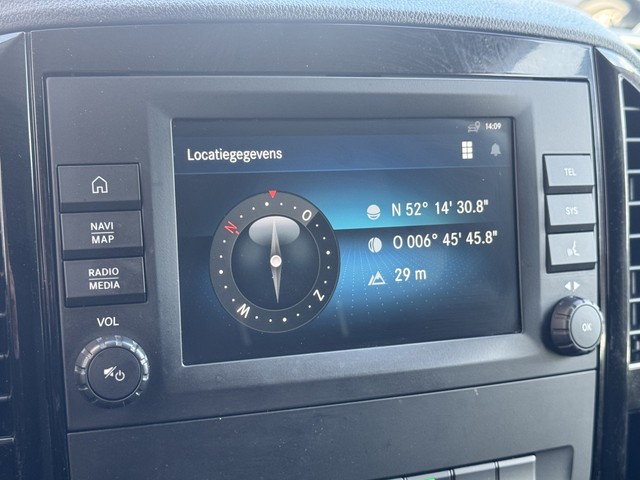 14:09
Locatiegegevens
N 52° 14' 30.8"
O 006° 45' 45.8"
29 m
N
O
W
Z
NAVI
/MAP
RADIO
/MEDIA
VOL
TEL
SYS
OK